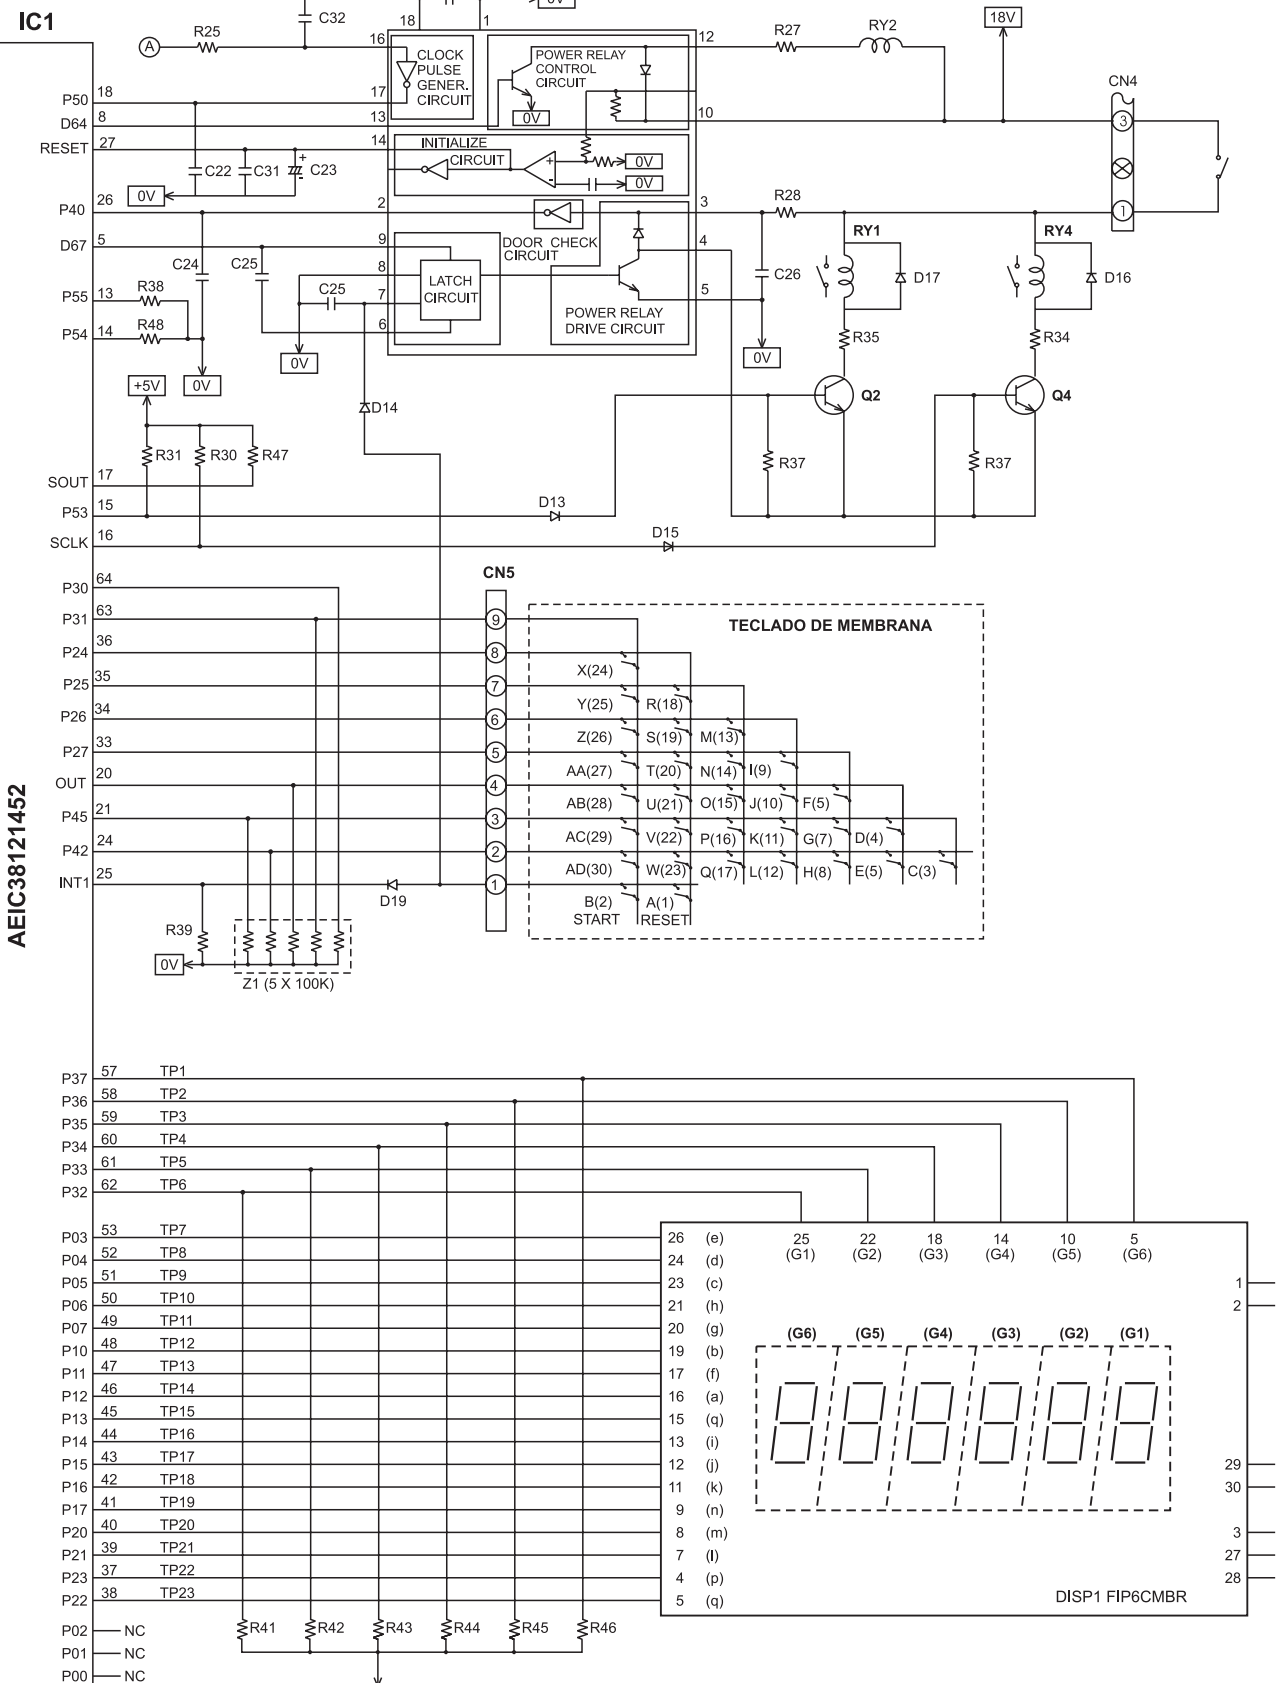 IC1
C32
0V
18V
R25
A
18
1
16
CLOCK
PULSE
GENER.
CIRCUIT
17
13
POWER RELAY
CONTROL
CIRCUIT
0V
12
10
R27
RY2
CN4
3
1
P50 18
D64 8
RESET 27
C22
C31
+
-
C23
0V
14
INITIALIZE
CIRCUIT
+
-
0V
0V
P40 26
2
3
R28
DOOR CHECK
CIRCUIT
D67 5
9
4
C24
C25
8
C25
7
LATCH
CIRCUIT
6
5
C26
POWER RELAY
DRIVE CIRCUIT
RY1
D17
RY4
D16
P55 13
R38
P54 14
R48
0V
0V
0V
R35
R34
+5V
D14
Q2
Q4
R31
R30
R47
R37
R37
SOUT 17
P53 15
D13
SCLK 16
D15
AEIC38121452
P30 64
P31 63
P24 36
P25 35
P26 34
P27 33
OUT 20
P45 21
P42 24
INT1 25
CN5
9
8
7
6
5
4
3
2
1
D19
R39
0V
Z1 (5 X 100K)
TECLADO DE MEMBRANA
X(24)
Y(25) R(18)
Z(26) S(19) M(13)
AA(27) T(20) N(14) I(9)
AB(28) U(21) O(15) J(10) F(5)
AC(29) V(22) P(16) K(11) G(7) D(4)
AD(30) W(23) Q(17) L(12) H(8) E(5) C(3)
B(2) A(1)
START RESET
P37 57 TP1
P36 58 TP2
P35 59 TP3
P34 60 TP4
P33 61 TP5
P32 62 TP6
25 22 18 14 10 5
(G1) (G2) (G3) (G4) (G5) (G6)
P03 53 TP7 26 (e)
P04 52 TP8 24 (d)
P05 51 TP9 23 (c) 1
P06 50 TP10 21 (h) 2
P07 49 TP11 20 (g)
(G6) (G5) (G4) (G3) (G2) (G1)
P10 48 TP12 19 (b)
P11 47 TP13 17 (f)
P12 46 TP14 16 (a)
P13 45 TP15 15 (q)
P14 44 TP16 13 (i)
P15 43 TP17 12 (j) 29
P16 42 TP18 11 (k) 30
P17 41 TP19 9 (n)
P20 40 TP20 8 (m) 3
P21 39 TP21 7 (l) 27
P23 37 TP22 4 (p) 28
P22 38 TP23 5 (q)
DISP1 FIP6CMBR
P02 NC
P01 NC
P00 NC
R41 R42 R43 R44 R45 R46